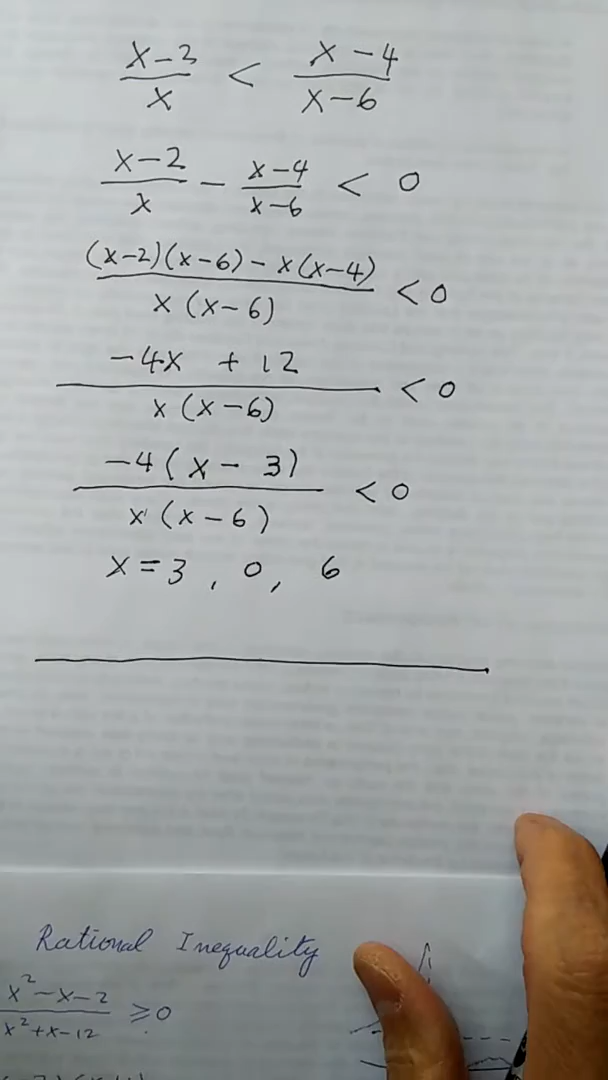 (x-2)/x < (x-4)/(x-6)
(x-2)/x - (x-4)/(x-6) < 0
((x-2)(x-6) - x(x-4))/(x(x-6)) < 0
(-4x + 12)/(x(x-6)) < 0
(-4(x - 3))/(x(x-6)) < 0
x = 3 , 0 , 6
Rational Inequality
(x²-x-2)/(x²+x-12) ≥ 0